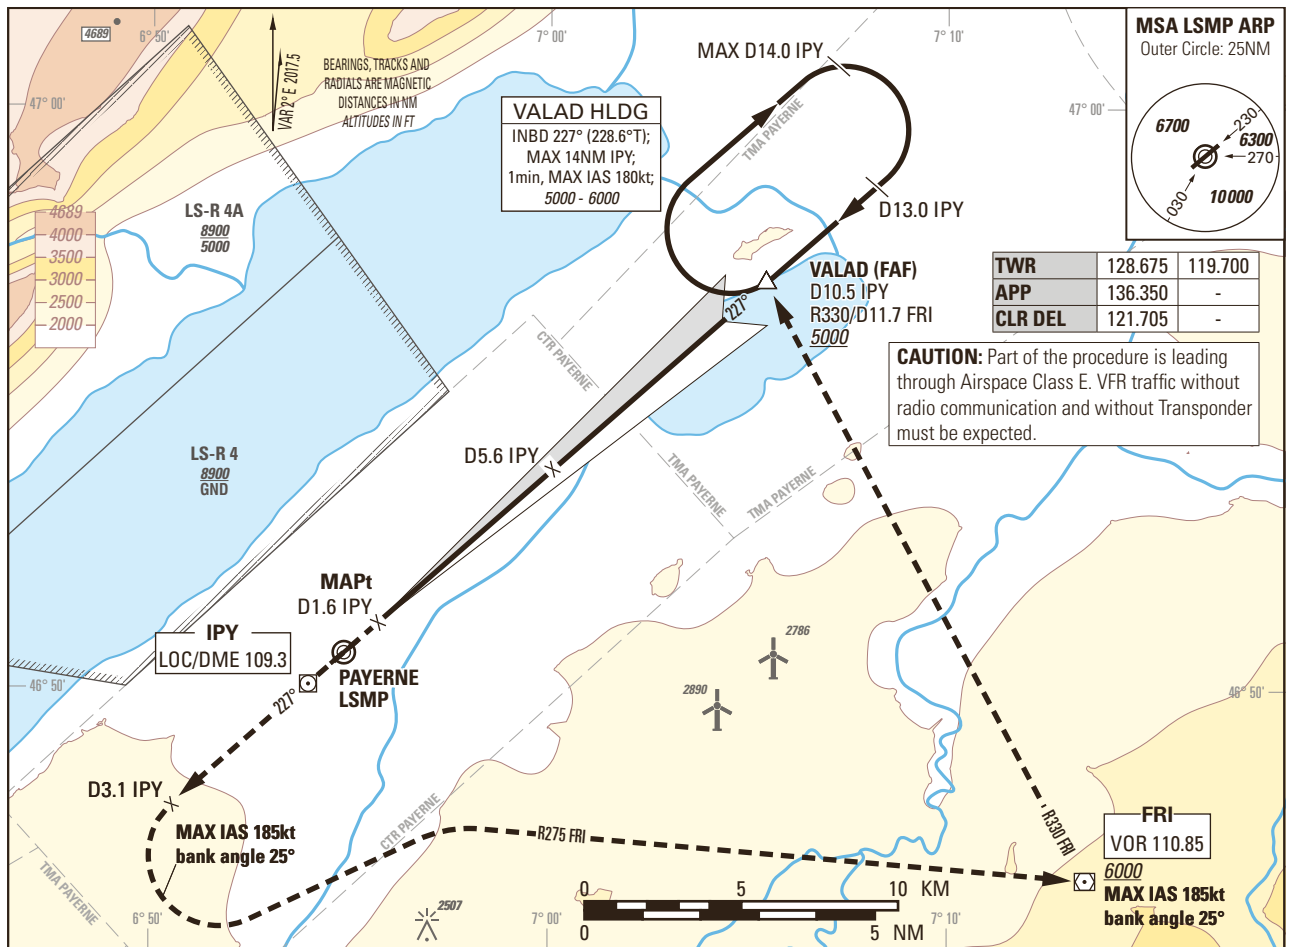 4689
6° 50'
7° 00'
7° 10'
47° 00'
VAR 2° E 2017.5
BEARINGS, TRACKS AND
RADIALS ARE MAGNETIC
DISTANCES IN NM
ALTITUDES IN FT
VALAD HLDG
INBD 227° (228.6°T);
MAX 14NM IPY;
1min, MAX IAS 180kt;
5000 - 6000
MAX D14.0 IPY
TMA PAYERNE
D13.0 IPY
47° 00'
MSA LSMP ARP
Outer Circle: 25NM
6700
230
6300
270
030
10000
4689
4000
3500
3000
2500
2000
LS-R 4A
8900
5000
TWR 128.675 119.700
APP 136.350 -
CLR DEL 121.705 -
VALAD (FAF)
D10.5 IPY
R330/D11.7 FRI
5000
227°
CTR PAYERNE
CAUTION: Part of the procedure is leading
through Airspace Class E. VFR traffic without
radio communication and without Transponder
must be expected.
LS-R 4
8900
GND
D5.6 IPY
TMA PAYERNE
TMA PAYERNE
MAPt
D1.6 IPY
IPY
LOC/DME 109.3
PAYERNE
LSMP
227°
2786
2890
46° 50'
46° 50'
D3.1 IPY
MAX IAS 185kt
bank angle 25°
CTR PAYERNE
R275 FRI
R330 FRI
FRI
VOR 110.85
6000
MAX IAS 185kt
bank angle 25°
TMA PAYERNE
6° 50'
2507
7° 00'
7° 10'
0 5 10 KM
0 5 NM